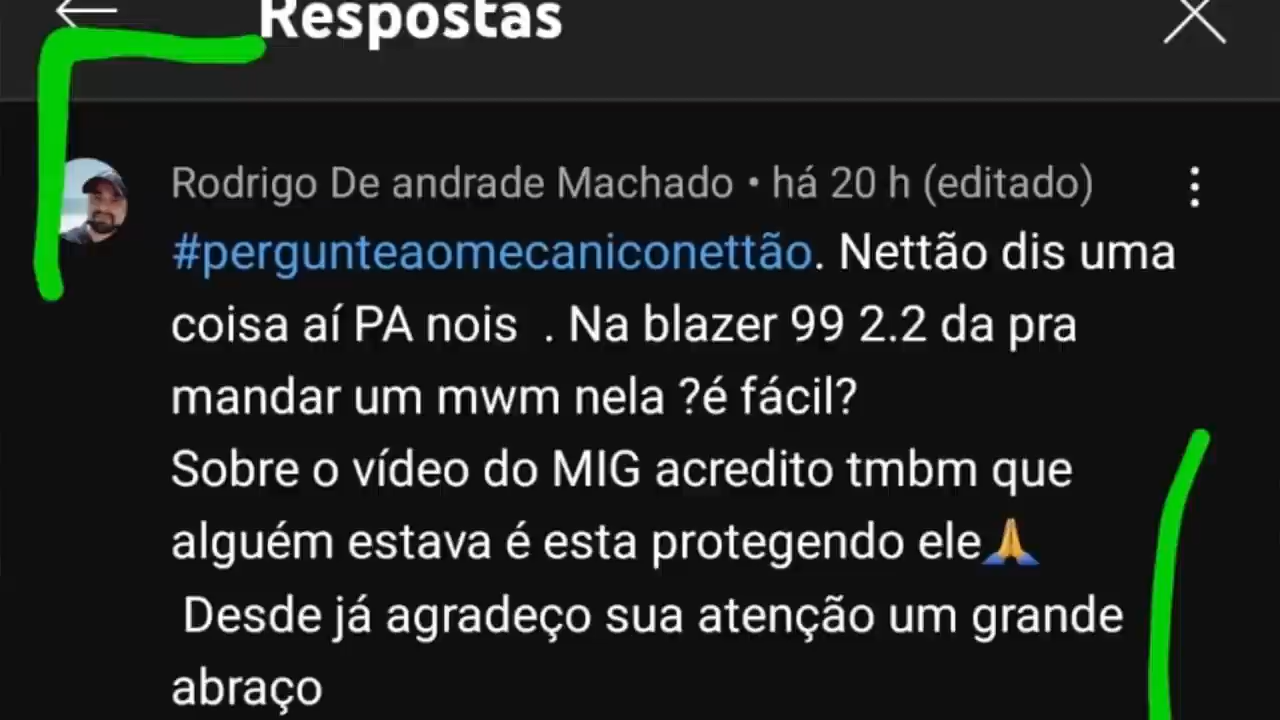 Respostas
Rodrigo De andrade Machado • há 20 h (editado)
#pergunteaomecaniconettão. Nettão dis uma
coisa aí PA nois . Na blazer 99 2.2 da pra
mandar um mwm nela ?é fácil?
Sobre o vídeo do MIG acredito tmbm que
alguém estava é esta protegendo ele🙏
Desde já agradeço sua atenção um grande
abraço